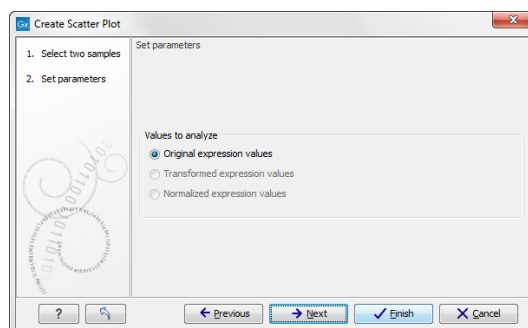 Gx Create Scatter Plot
X
1. Select two samples
2. Set parameters
Set parameters
Values to analyze
Original expression values
Transformed expression values
Normalized expression values
?
Previous
Next
Finish
Cancel